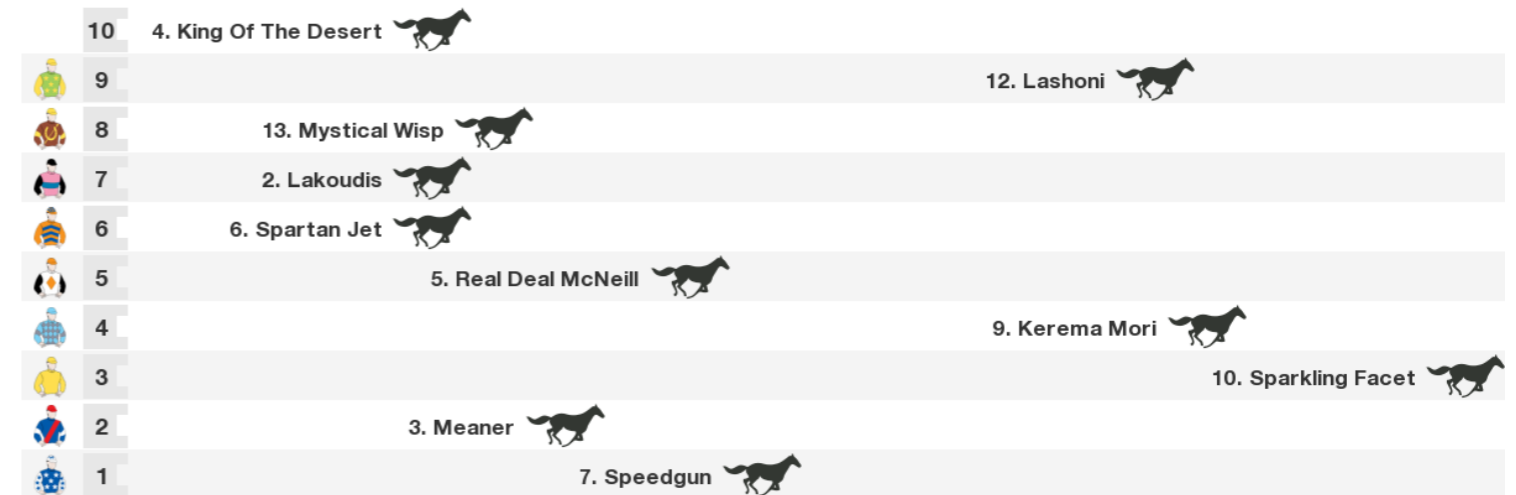 10 4. King Of The Desert
9 12. Lashoni
8 13. Mystical Wisp
7 2. Lakoudis
6 6. Spartan Jet
5 5. Real Deal McNeill
4 9. Kerema Mori
3 10. Sparkling Facet
2 3. Meaner
1 7. Speedgun